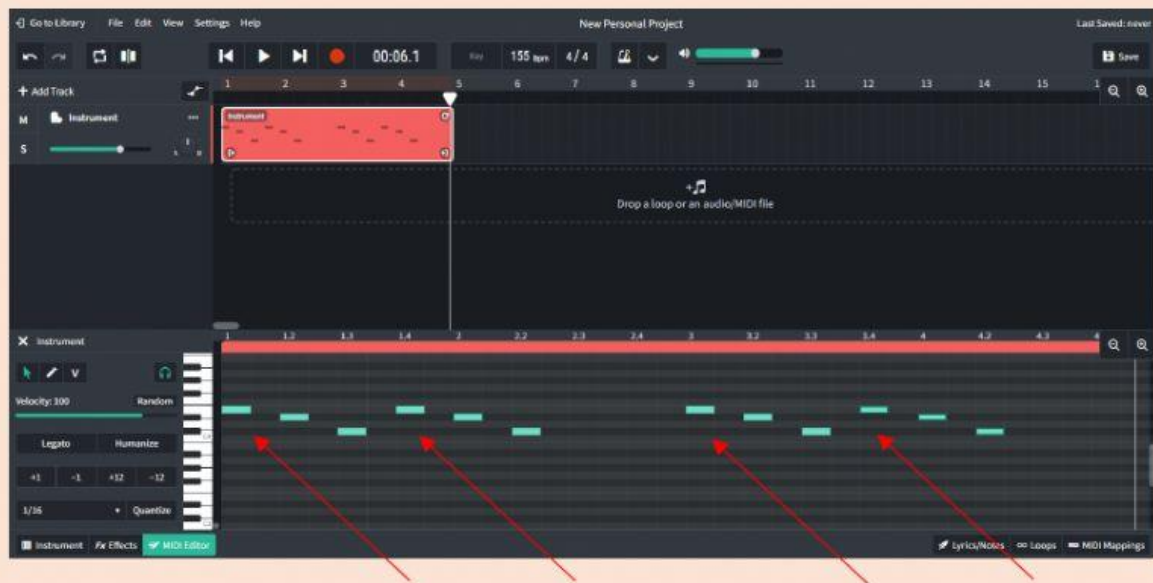 Go to Library File Edit View Settings Help New Personal Project Last Saved: never
00:06.1 Key 155 bpm 4/4 Save
+ Add Track 1 2 3 4 5 6 7 8 9 10 11 12 13 14 15
M Instrument ... Instrument
S L R
Drop a loop or an audio/MIDI file
X Instrument 1 1.2 1.3 1.4 2 2.2 2.3 2.4 3 3.2 3.3 3.4 4 4.2 4.3
V
Velocity: 100 Random
Legato Humanize
+1 -1 +12 -12
1/16 Quantize
Instrument Fx Effects MIDI Editor Lyrics/Notes Loops MIDI Mappings